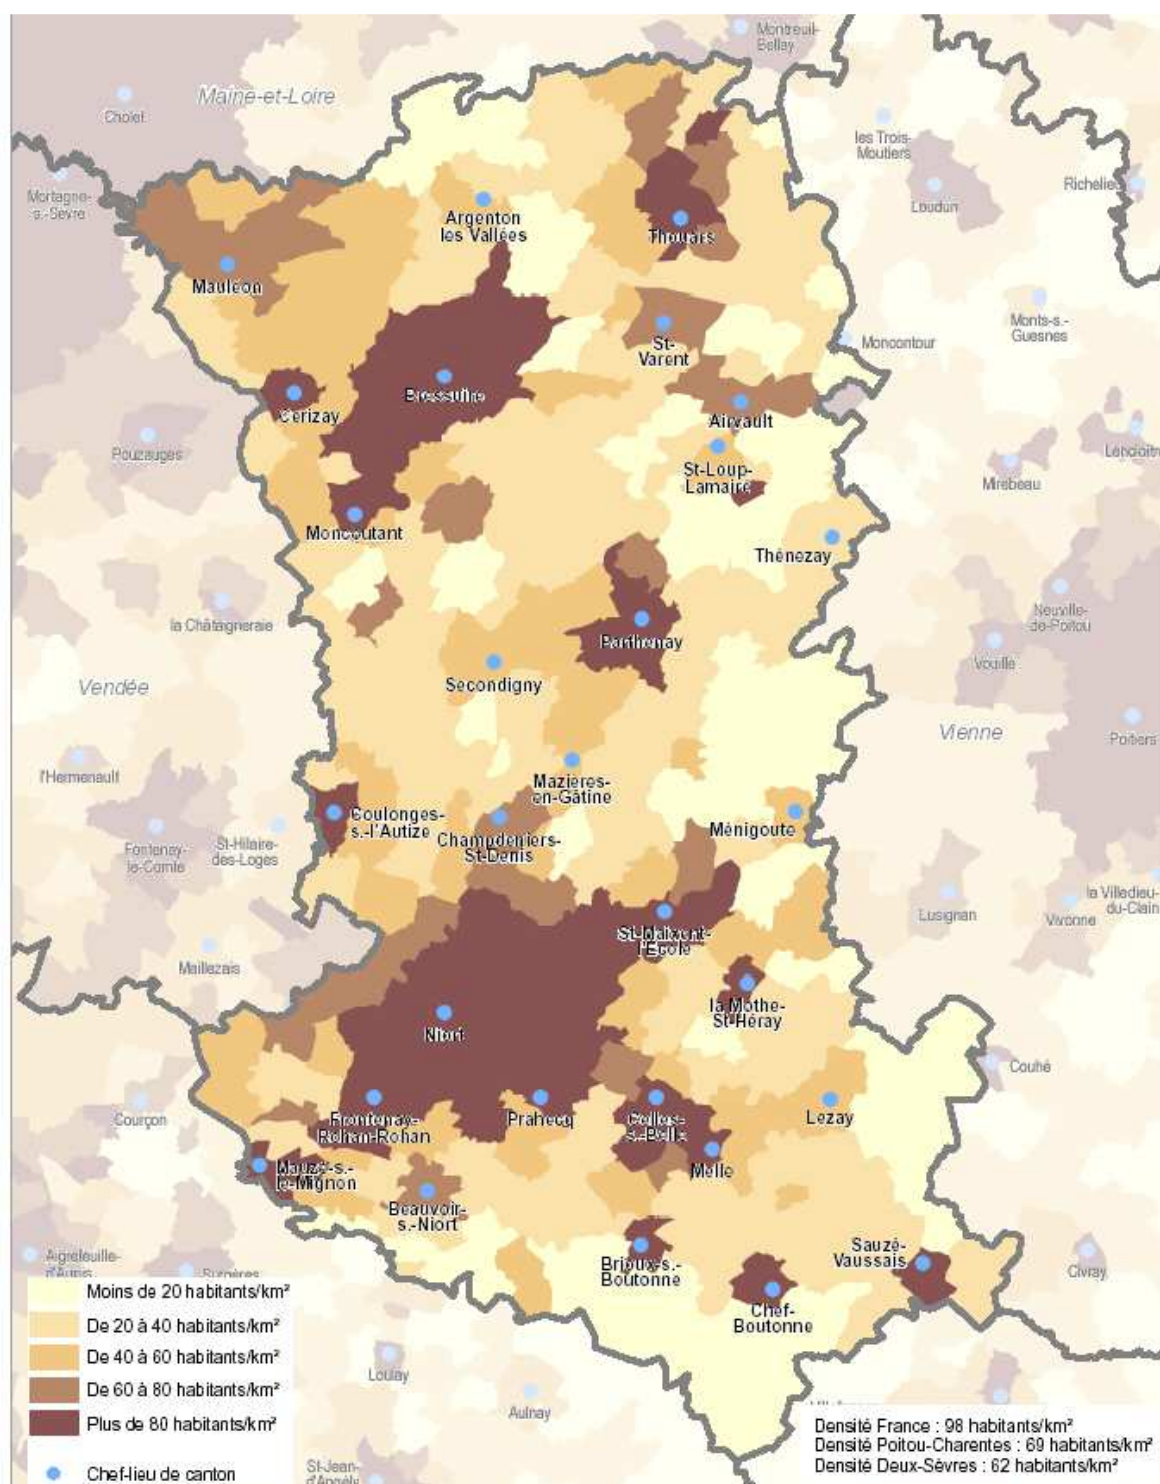 Montreuil-
Bellay
Maine-et-Loire
Cholet
les Trois-
Moutiers
Mortagne-
s.-Sèvre
Richelieu
Loudun
Argenton
les Vallées
Thouars
Mauléon
Monts-s.-
Guesnes
St-
Varent
Moncontour
Bressuire
Cerizay
Airvault
Pouzauges
Lencloitre
St-Loup-
Lamaire
Mirebeau
Moncoutant
Thénezay
la Châtaigneraie
Neuville-
de-Poitou
Parthenay
Vouillé
Secondigny
Vendée
Vienne
Poitiers
l'Hermenault
Mazières-
en-Gâtine
Coulonges-
s.-l'Autize
Ménigoute
Champdeniers-
St-Denis
St-Hilaire-
des-Loges
Fontenay-
le-Comte
la Villedieu-
du-Clain
Lusignan
Vivonne
St-Maixent-
l'Ecole
Maillezais
la Mothe-
St-Héray
Niort
Couhé
Courçon
Frontenay-
Rohan-Rohan
Prahecq
Celles-
s.-Belle
Lezay
Melle
Mauzé-s.-
le-Mignon
Beauvoir-
s.-Niort
Sauzé-
Vaussais
Brioux-s.-
Boutonne
Aigrefeuille-
d'Aunis
Surgères
Civray
Chef-
Boutonne
Moins de 20 habitants/km²
De 20 à 40 habitants/km²
De 40 à 60 habitants/km²
De 60 à 80 habitants/km²
Plus de 80 habitants/km²
Chef-lieu de canton
Loulay
Aulnay
St-Jean-
d'Angély
Densité France : 98 habitants/km²
Densité Poitou-Charentes : 69 habitants/km²
Densité Deux-Sèvres : 62 habitants/km²